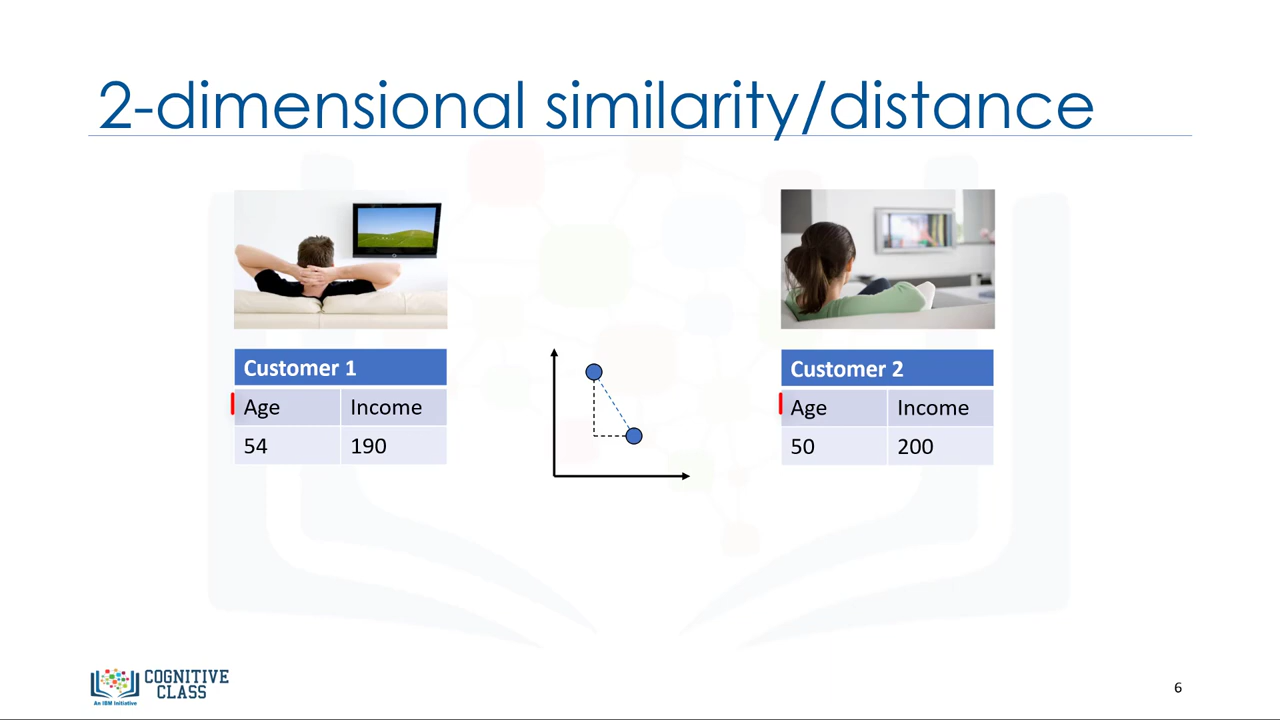 2-dimensional similarity/distance
Customer 1
Age Income
54 190
Customer 2
Age Income
50 200
COGNITIVE
CLASS
An IBM Initiative
6